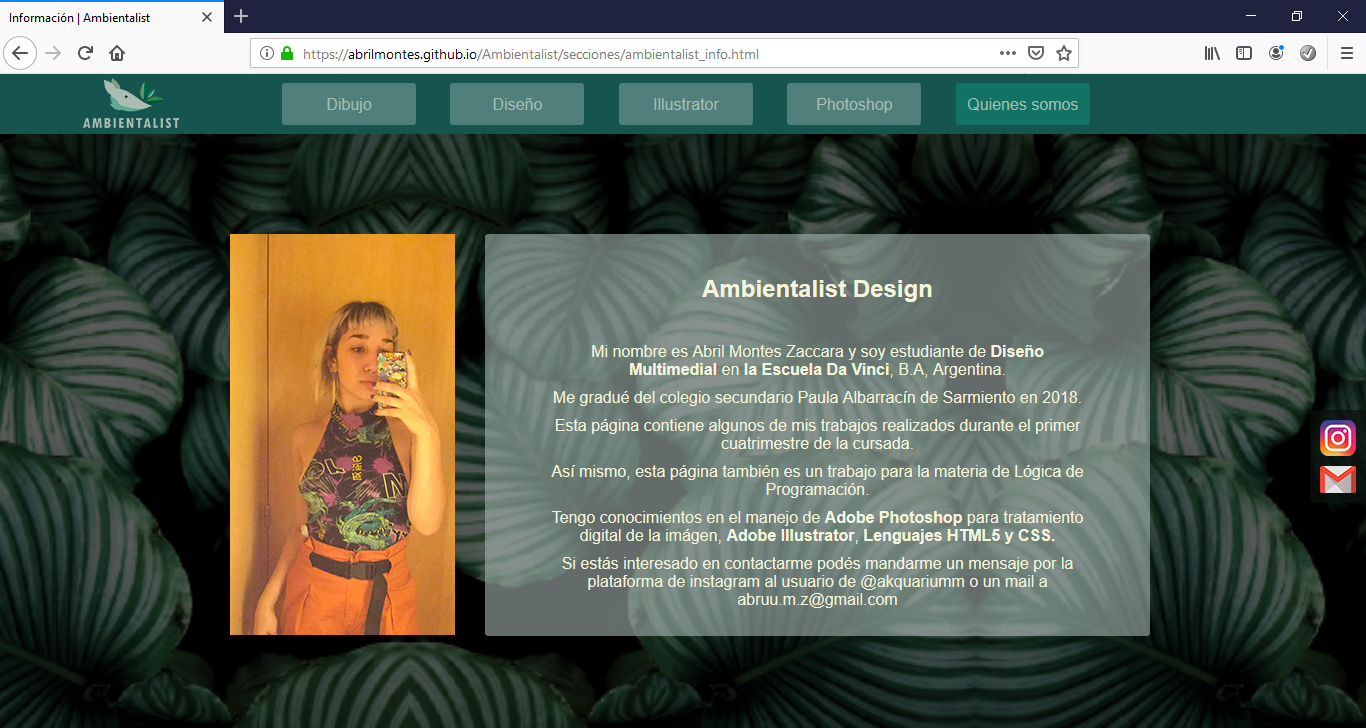 Información | Ambientalist
https://abrilmontes.github.io/Ambientalist/secciones/ambientalist_info.html
AMBIENTALIST
Dibujo
Diseño
Illustrator
Photoshop
Quienes somos
Ambientalist Design
Mi nombre es Abril Montes Zaccara y soy estudiante de Diseño
Multimedial en la Escuela Da Vinci, B.A, Argentina.
Me gradué del colegio secundario Paula Albarracín de Sarmiento en 2018.
Esta página contiene algunos de mis trabajos realizados durante el primer
cuatrimestre de la cursada.
Así mismo, esta página también es un trabajo para la materia de Lógica de
Programación.
Tengo conocimientos en el manejo de Adobe Photoshop para tratamiento
digital de la imágen, Adobe Illustrator, Lenguajes HTML5 y CSS.
Si estás interesado en contactarme podés mandarme un mensaje por la
plataforma de instagram al usuario de @akquariumm o un mail a
abruu.m.z@gmail.com